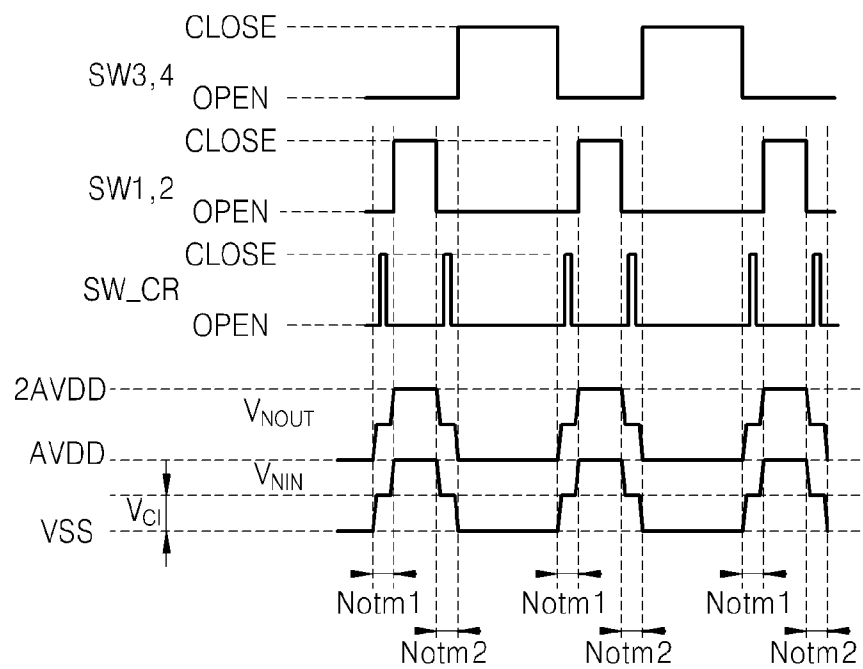 CLOSE
SW3,4
OPEN
CLOSE
SW1,2
OPEN
CLOSE
SW_CR
OPEN
2AVDD
VNOUT
AVDD
VNIN
VCI
VSS
Notm1 Notm1 Notm1
Notm2 Notm2 Notm2